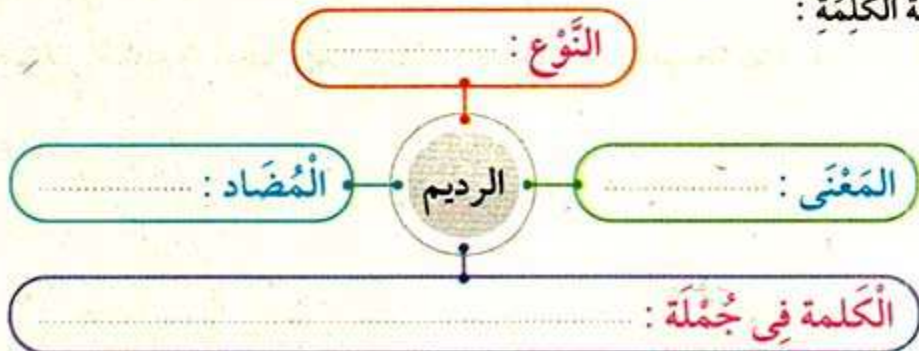 ة الْكَلِمَةِ :
النَّوْع : ..................
المَعْنَى : ..................
الرديم
الْمُضَاد : ..................
الْكَلمة فِى جُمْلَة : ..................